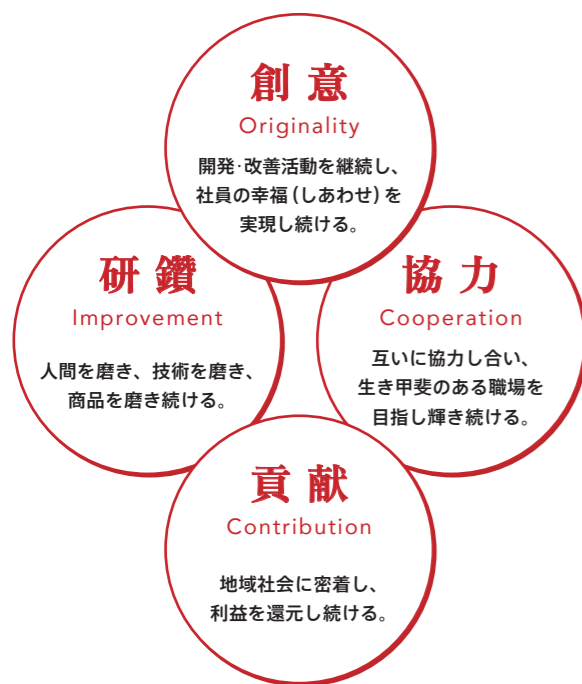 創意
Originality
開発･改善活動を継続し、
社員の幸福(しあわせ)を
実現し続ける。
研鑽
Improvement
人間を磨き、技術を磨き、
商品を磨き続ける。
協力
Cooperation
互いに協力し合い、
生き甲斐のある職場を
目指し輝き続ける。
貢献
Contribution
地域社会に密着し、
利益を還元し続ける。